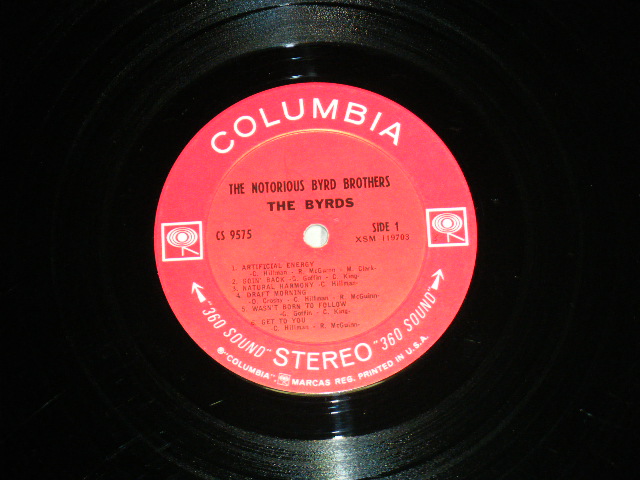 COLUMBIA
THE NOTORIOUS BYRD BROTHERS
THE BYRDS
CS 9575
SIDE 1
XSM 119703
1. ARTIFICIAL ENERGY
-C. Hillman - R. McGuinn - M. Clark-
2. GOIN' BACK -G. Goffin - C. King-
3. NATURAL HARMONY -C. Hillman-
4. DRAFT MORNING
-D. Crosby - C. Hillman - R. McGuinn-
5. WASN'T BORN TO FOLLOW
-G. Goffin - C. King-
6. GET TO YOU
-C. Hillman - R. McGuinn-
"360 SOUND" STEREO "360 SOUND"
®"COLUMBIA", MARCAS REG. PRINTED IN U.S.A.